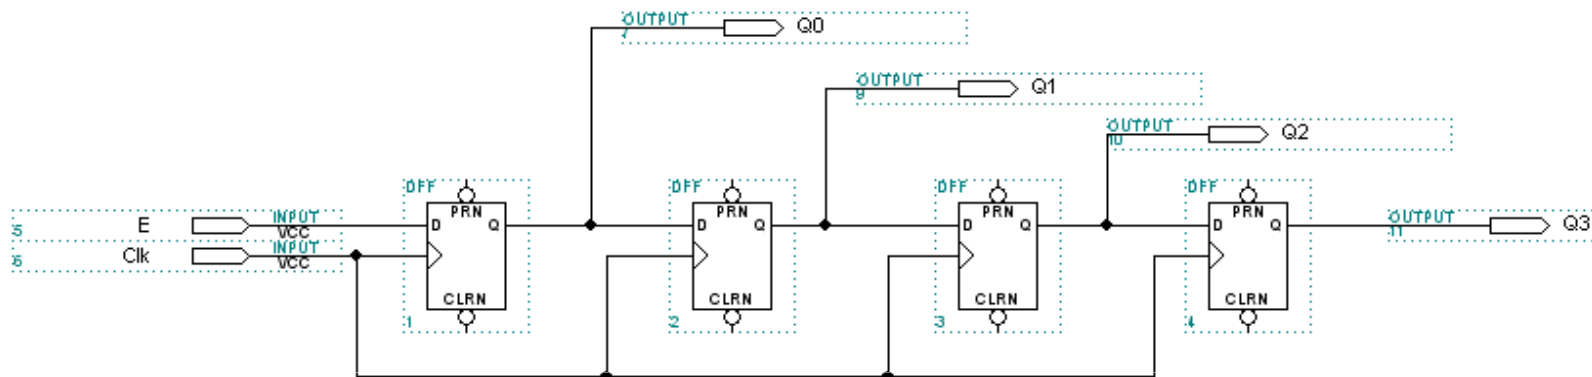 OUTPUT
7
Q0
OUTPUT
9
Q1
OUTPUT
10
Q2
DFF
DFF
DFF
DFF
PRN
PRN
PRN
PRN
5
E
INPUT
VCC
D
Q
D
Q
D
Q
D
Q
OUTPUT
11
Q3
6
Clk
INPUT
VCC
CLRN
CLRN
CLRN
CLRN
1
2
3
4